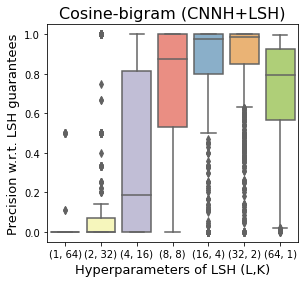 Cosine-bigram (CNNH+LSH)
Precision w.r.t. LSH guarantees
1.0
0.8
0.6
0.4
0.2
0.0
(1, 64) (2, 32) (4, 16) (8, 8) (16, 4) (32, 2) (64, 1)
Hyperparameters of LSH (L,K)